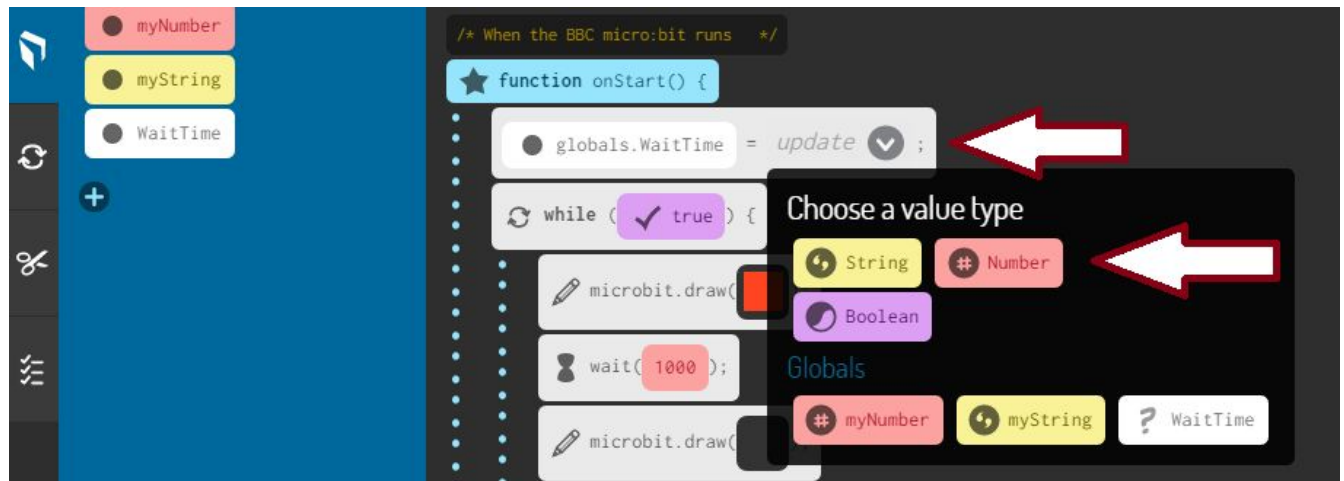 myNumber
myString
WaitTime
/* When the BBC micro:bit runs */
function onStart() {
globals.WaitTime = update ;
while ( true ) {
microbit.draw(
wait( 1000 );
microbit.draw(
Choose a value type
String Number
Boolean
Globals
myNumber myString ? WaitTime